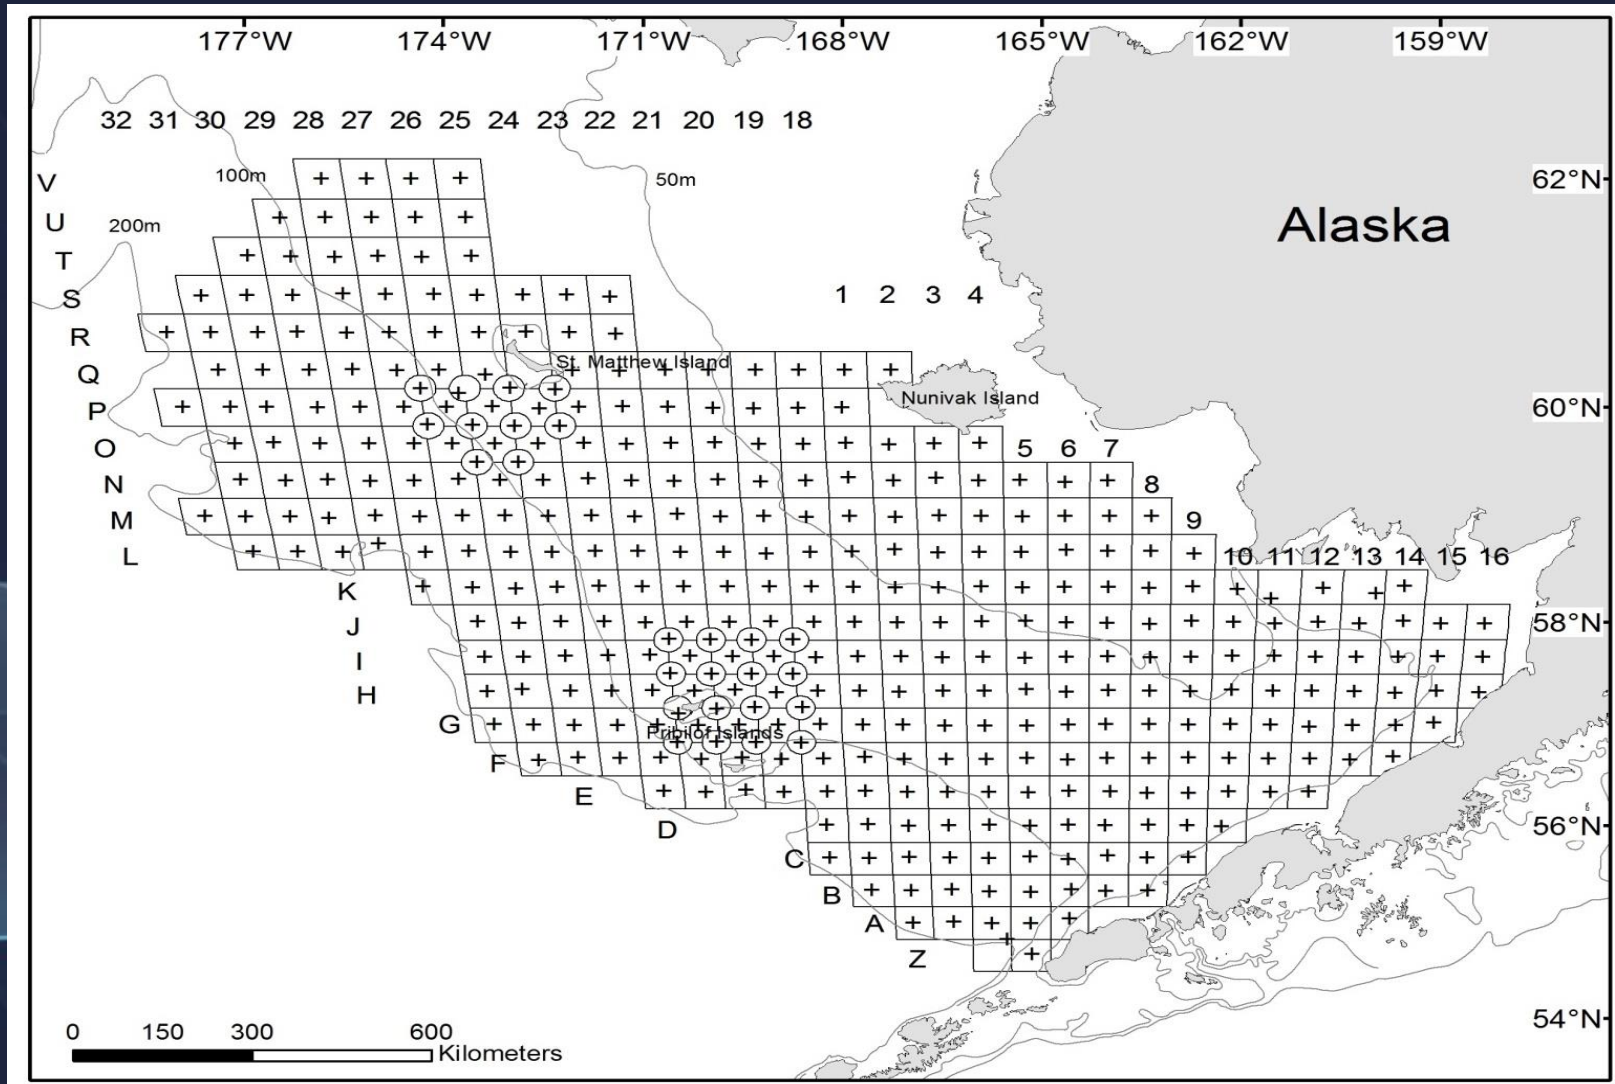 177°W 174°W 171°W 168°W 165°W 162°W 159°W
32 31 30 29 28 27 26 25 24 23 22 21 20 19 18
100m
50m
62°N
V
U
200m
Alaska
T
S
1 2 3 4
R
St. Matthew Island
Q
Nunivak Island
60°N
P
O
5 6 7
N
8
M
9
L
10 11 12 13 14 15 16
K
J
58°N
I
H
G
Pribilof Islands
F
E
D
56°N
C
B
A
Z
54°N
0 150 300 600
Kilometers